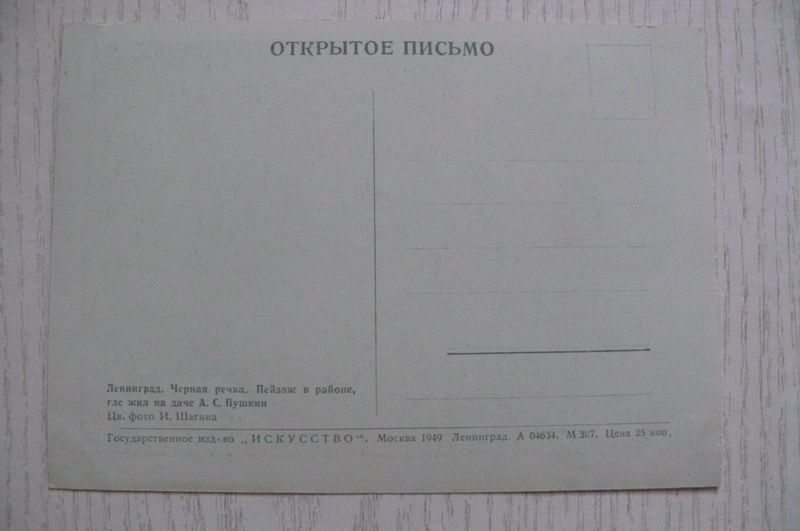 ОТКРЫТОЕ ПИСЬМО
Ленинград. Черная речка. Пейзаж в районе,
где жил на даче А. С. Пушкин
Цв. фото И. Шагина
Государственное изд-во „ИСКУССТВО“. Москва 1949 Ленинград. А 04634. М 307. Цена 25 коп.